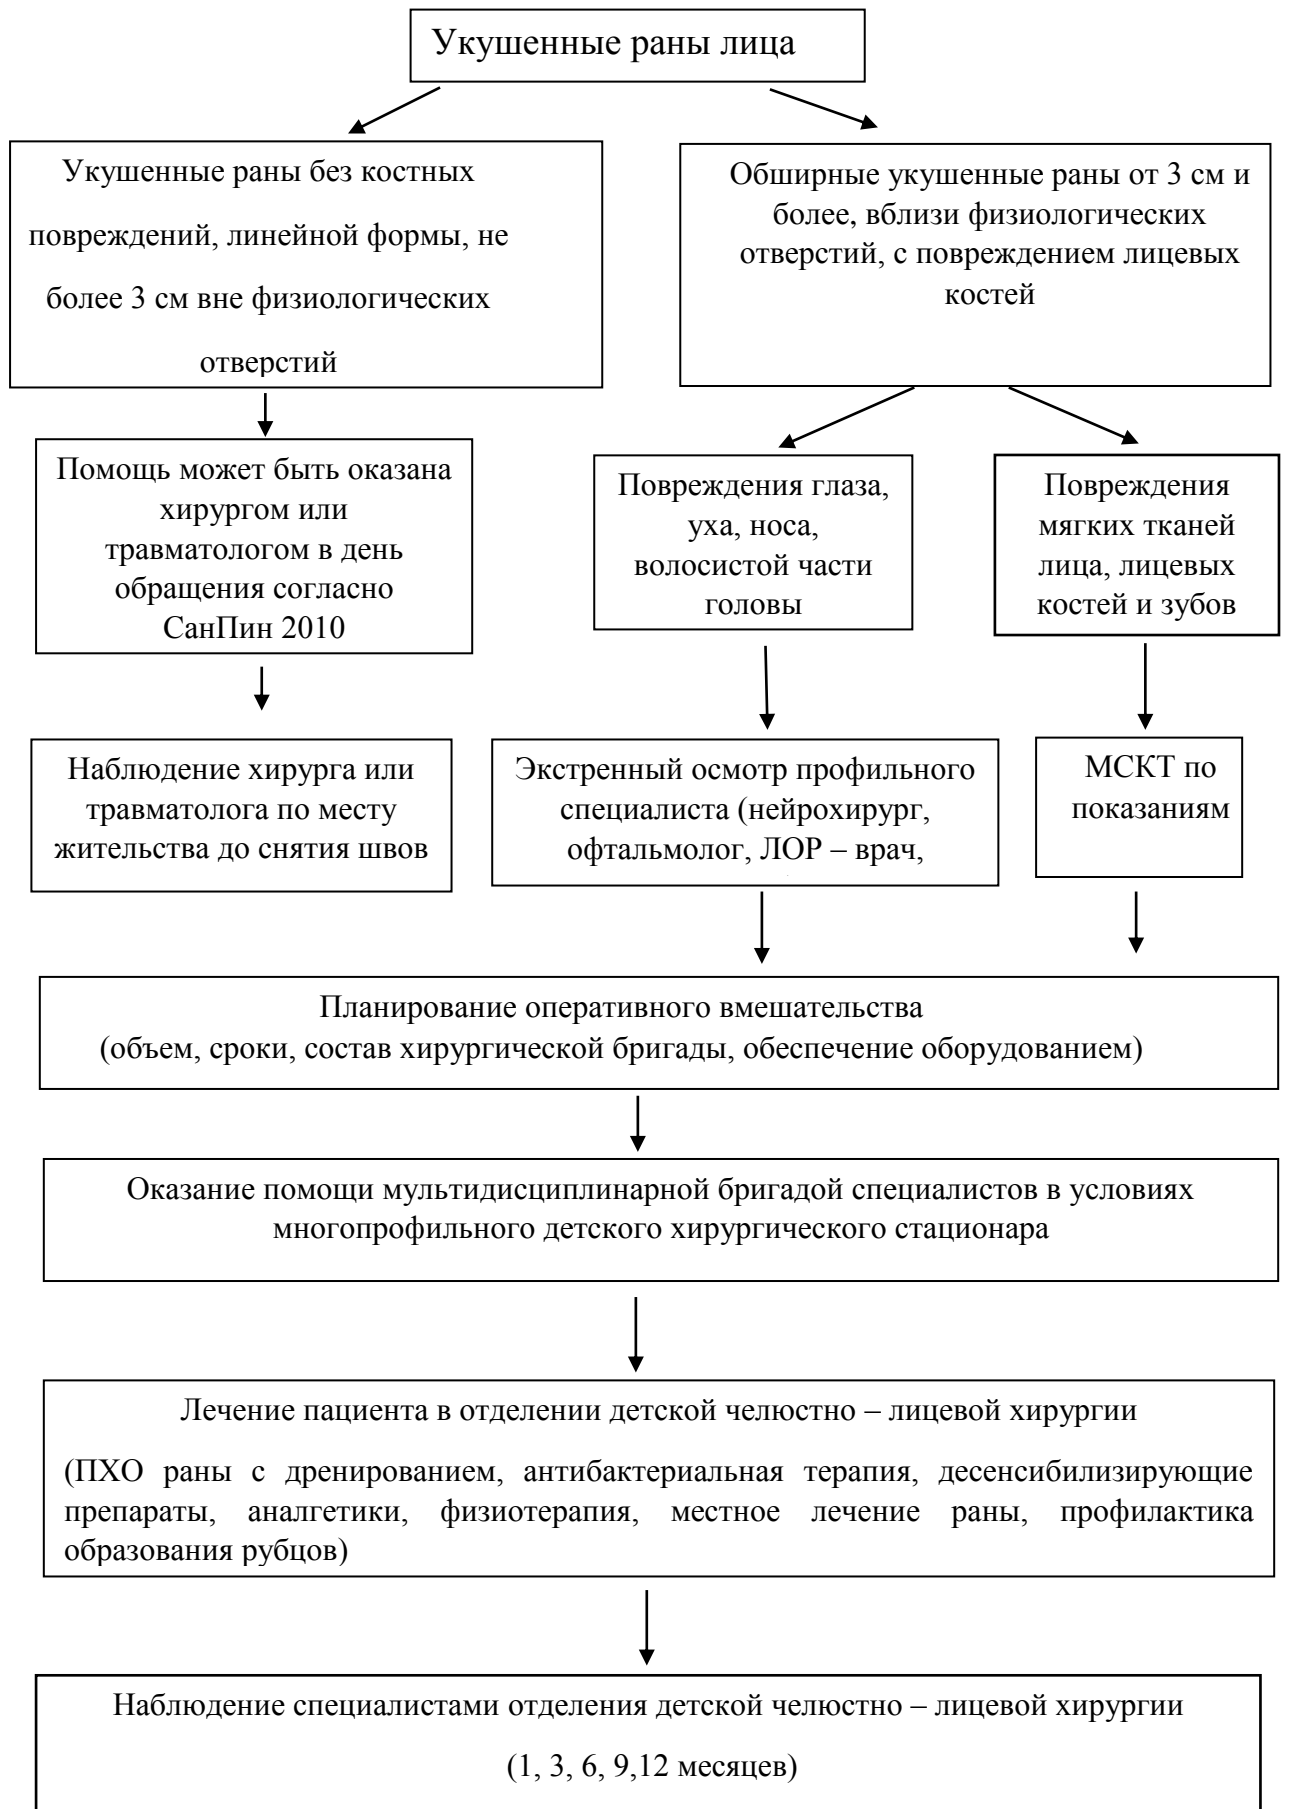 Укушенные раны лица
Укушенные раны без костных
повреждений, линейной формы, не
более 3 см вне физиологических
отверстий
Обширные укушенные раны от 3 см и
более, вблизи физиологических
отверстий, с повреждением лицевых
костей
Помощь может быть оказана
хирургом или
травматологом в день
обращения согласно
СанПин 2010
Повреждения глаза,
уха, носа,
волосистой части
головы
Повреждения
мягких тканей
лица, лицевых
костей и зубов
Наблюдение хирурга или
травматолога по месту
жительства до снятия швов
Экстренный осмотр профильного
специалиста (нейрохирург,
офтальмолог, ЛОР – врач,
МСКТ по
показаниям
Планирование оперативного вмешательства
(объем, сроки, состав хирургической бригады, обеспечение оборудованием)
Оказание помощи мультидисциплинарной бригадой специалистов в условиях
многопрофильного детского хирургического стационара
Лечение пациента в отделении детской челюстно – лицевой хирургии
(ПХО раны с дренированием, антибактериальная терапия, десенсибилизирующие
препараты, аналгетики, физиотерапия, местное лечение раны, профилактика
образования рубцов)
Наблюдение специалистами отделения детской челюстно – лицевой хирургии
(1, 3, 6, 9,12 месяцев)